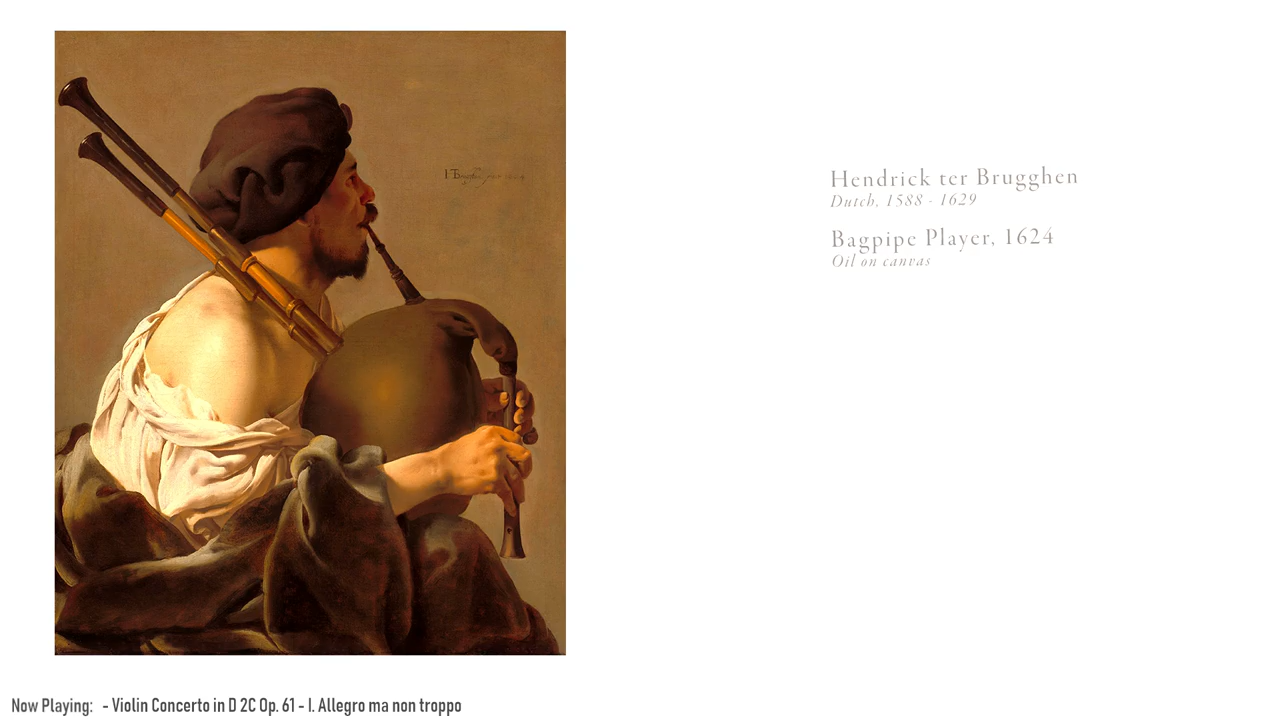 Hendrick ter Brugghen
Dutch, 1588 - 1629
Bagpipe Player, 1624
Oil on canvas
Now Playing: - Violin Concerto in D 2C Op. 61 - I. Allegro ma non troppo